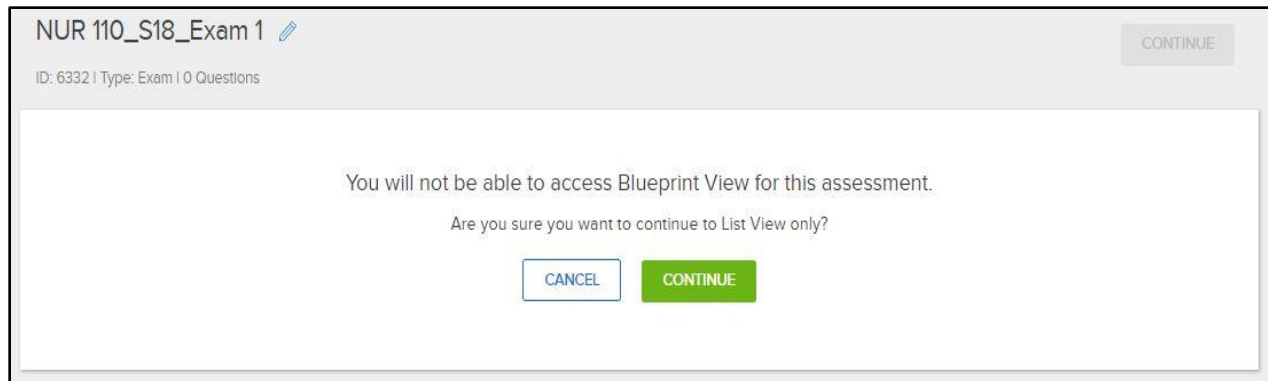 NUR 110_S18_Exam 1
CONTINUE
ID: 6332 | Type: Exam | 0 Questions
You will not be able to access Blueprint View for this assessment.
Are you sure you want to continue to List View only?
CANCEL
CONTINUE